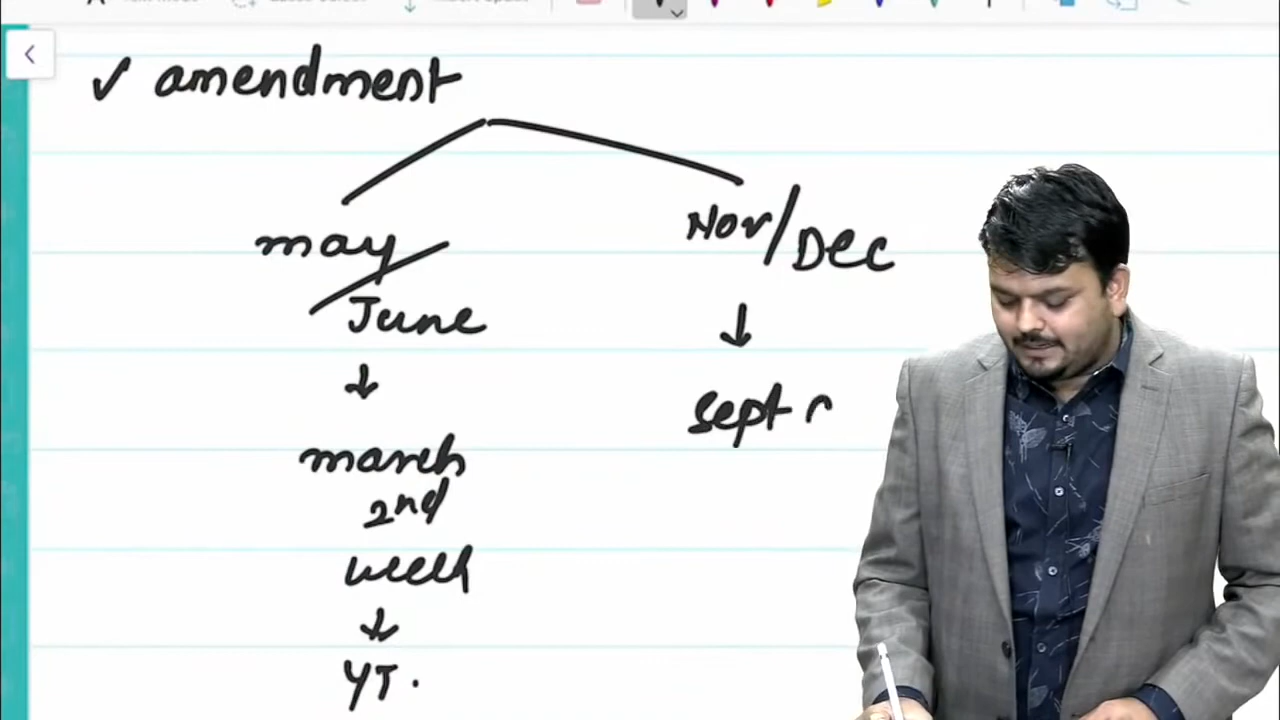 ✓ amendment
may / June
Nov/Dec
↓
↓
Sept
march
2nd
week
↓
YT.